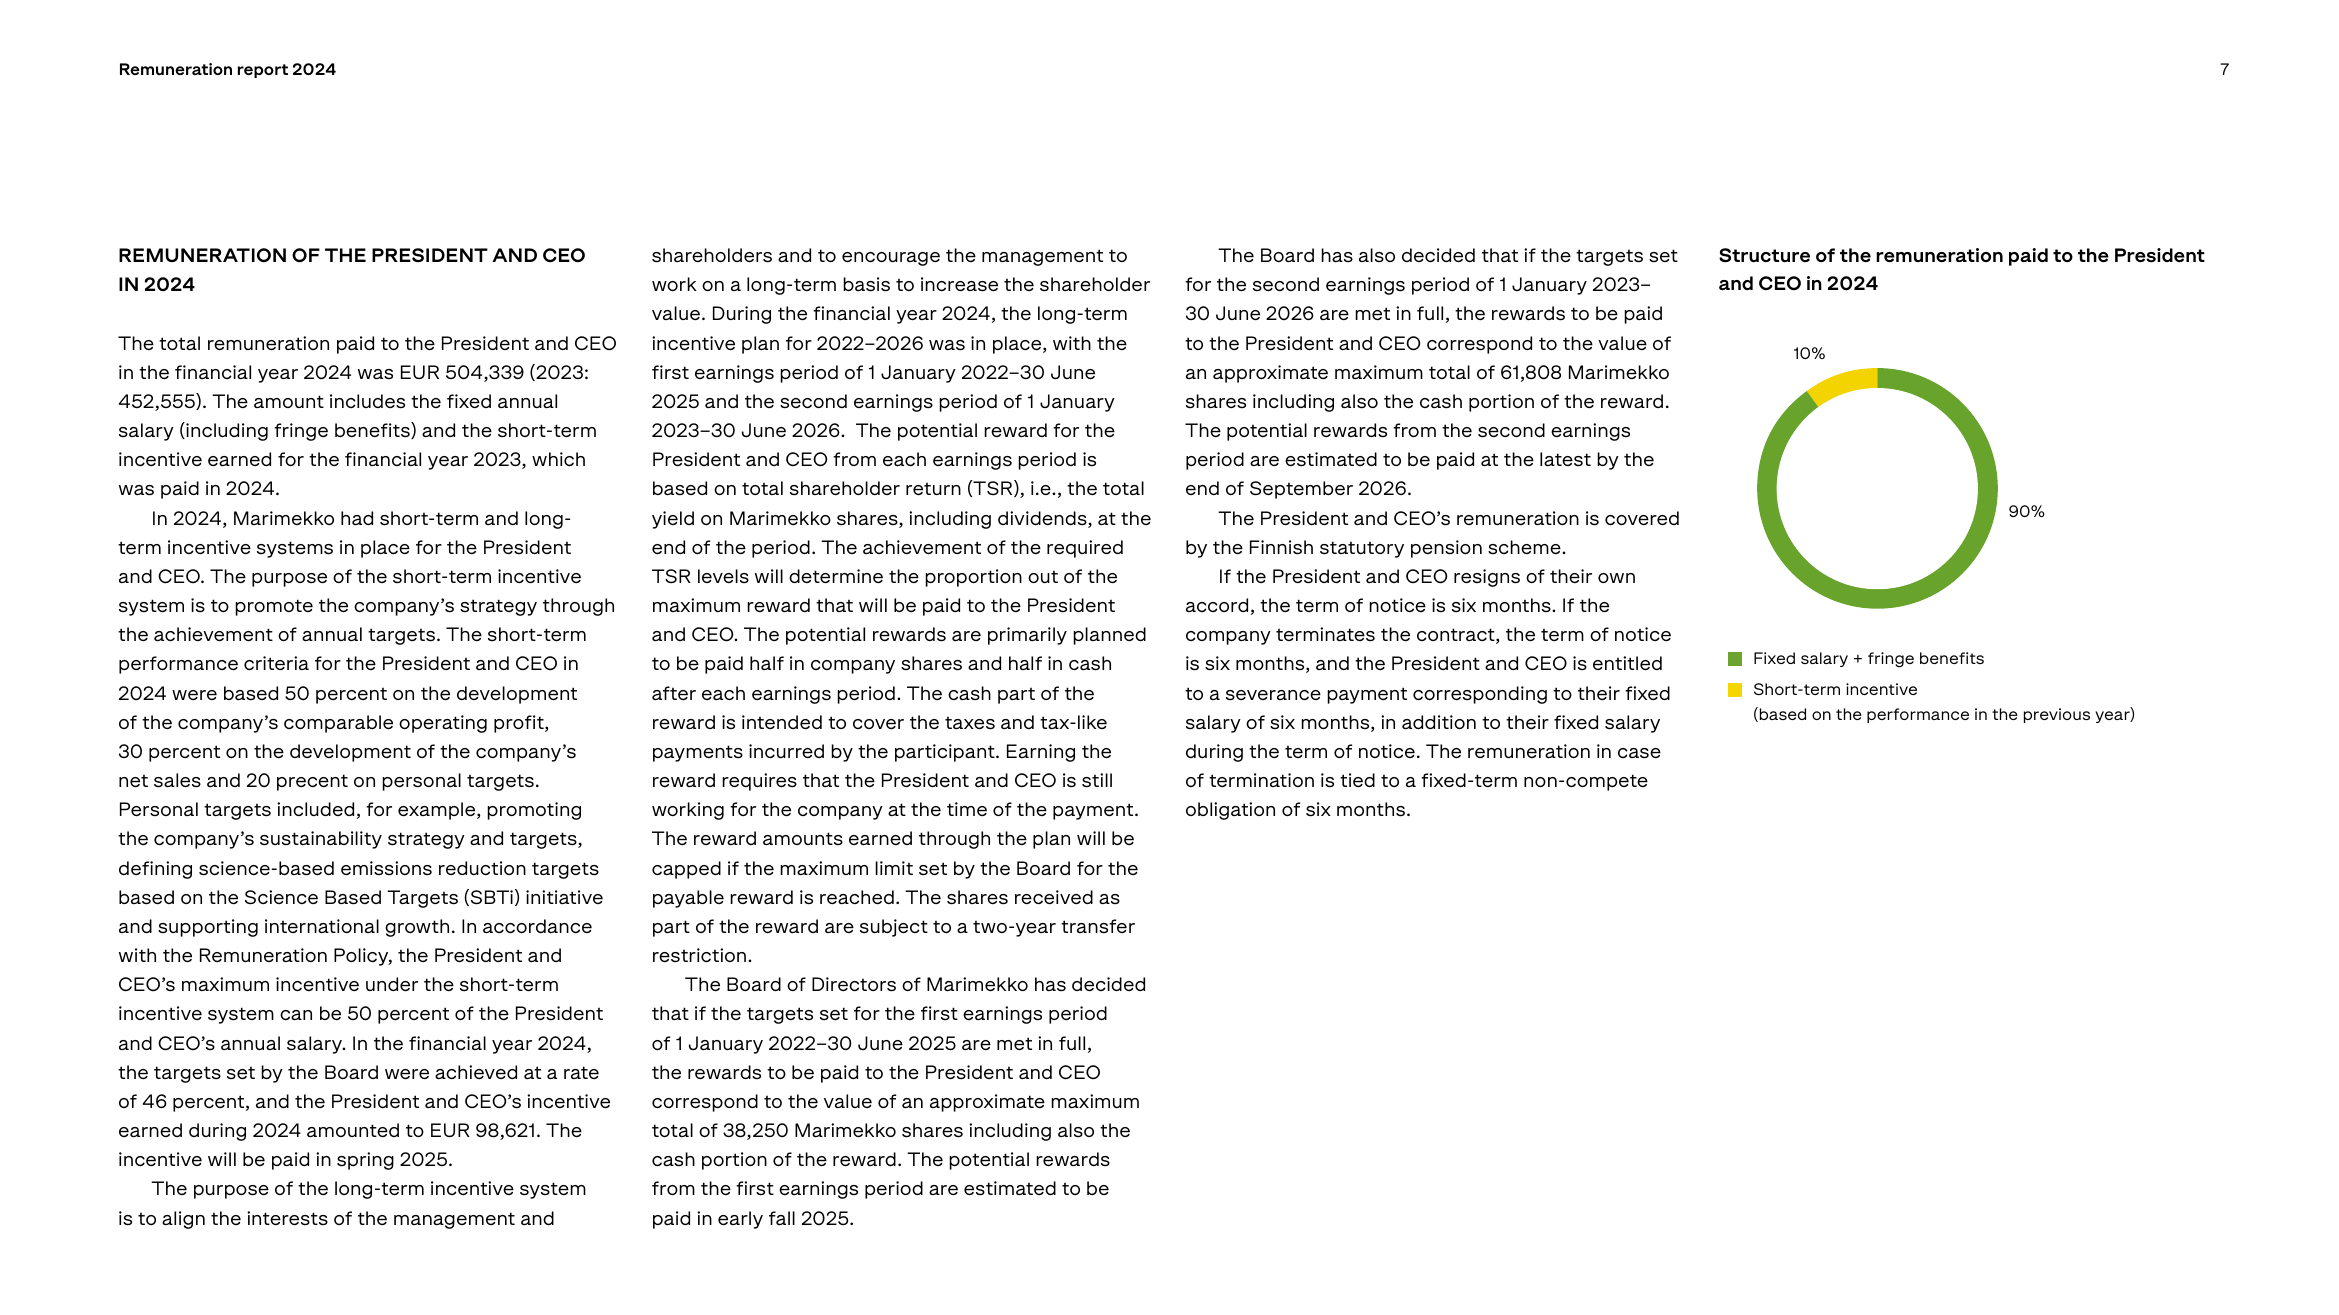 Remuneration report 2024
7
REMUNERATION OF THE PRESIDENT AND CEO
IN 2024
The total remuneration paid to the President and CEO
in the financial year 2024 was EUR 504,339 (2023:
452,555). The amount includes the fixed annual
salary (including fringe benefits) and the short-term
incentive earned for the financial year 2023, which
was paid in 2024.
In 2024, Marimekko had short-term and long-
term incentive systems in place for the President
and CEO. The purpose of the short-term incentive
system is to promote the company’s strategy through
the achievement of annual targets. The short-term
performance criteria for the President and CEO in
2024 were based 50 percent on the development
of the company’s comparable operating profit,
30 percent on the development of the company’s
net sales and 20 precent on personal targets.
Personal targets included, for example, promoting
the company’s sustainability strategy and targets,
defining science-based emissions reduction targets
based on the Science Based Targets (SBTi) initiative
and supporting international growth. In accordance
with the Remuneration Policy, the President and
CEO’s maximum incentive under the short-term
incentive system can be 50 percent of the President
and CEO’s annual salary. In the financial year 2024,
the targets set by the Board were achieved at a rate
of 46 percent, and the President and CEO’s incentive
earned during 2024 amounted to EUR 98,621. The
incentive will be paid in spring 2025.
The purpose of the long-term incentive system
is to align the interests of the management and
shareholders and to encourage the management to
work on a long-term basis to increase the shareholder
value. During the financial year 2024, the long-term
incentive plan for 2022–2026 was in place, with the
first earnings period of 1 January 2022–30 June
2025 and the second earnings period of 1 January
2023–30 June 2026.  The potential reward for the
President and CEO from each earnings period is
based on total shareholder return (TSR), i.e., the total
yield on Marimekko shares, including dividends, at the
end of the period. The achievement of the required
TSR levels will determine the proportion out of the
maximum reward that will be paid to the President
and CEO. The potential rewards are primarily planned
to be paid half in company shares and half in cash
after each earnings period. The cash part of the
reward is intended to cover the taxes and tax-like
payments incurred by the participant. Earning the
reward requires that the President and CEO is still
working for the company at the time of the payment.
The reward amounts earned through the plan will be
capped if the maximum limit set by the Board for the
payable reward is reached. The shares received as
part of the reward are subject to a two-year transfer
restriction.
The Board of Directors of Marimekko has decided
that if the targets set for the first earnings period
of 1 January 2022–30 June 2025 are met in full,
the rewards to be paid to the President and CEO
correspond to the value of an approximate maximum
total of 38,250 Marimekko shares including also the
cash portion of the reward. The potential rewards
from the first earnings period are estimated to be
paid in early fall 2025.
The Board has also decided that if the targets set
for the second earnings period of 1 January 2023–
30 June 2026 are met in full, the rewards to be paid
to the President and CEO correspond to the value of
an approximate maximum total of 61,808 Marimekko
shares including also the cash portion of the reward.
The potential rewards from the second earnings
period are estimated to be paid at the latest by the
end of September 2026.
The President and CEO’s remuneration is covered
by the Finnish statutory pension scheme.
If the President and CEO resigns of their own
accord, the term of notice is six months. If the
company terminates the contract, the term of notice
is six months, and the President and CEO is entitled
to a severance payment corresponding to their fixed
salary of six months, in addition to their fixed salary
during the term of notice. The remuneration in case
of termination is tied to a fixed-term non-compete
obligation of six months.
Structure of the remuneration paid to the President
and CEO in 2024
10%
90%
Fixed salary + fringe benefits
Short-term incentive
(based on the performance in the previous year)